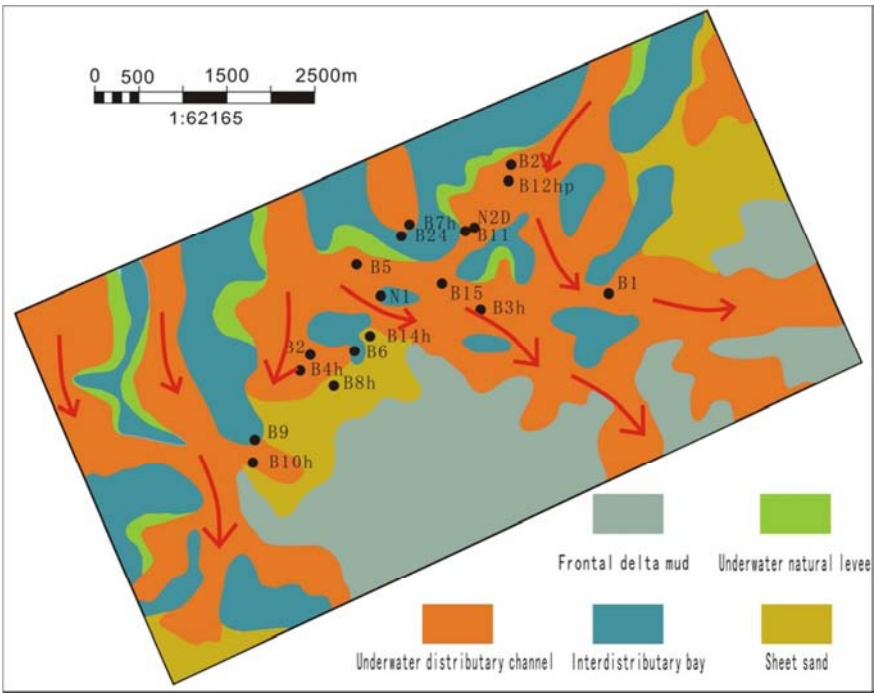 0 500 1500 2500m
1:62165
B12hp
N2D
B7h
B24
B11
B5
B1
B15
N1
B3h
B14h
B2
B6
B4h
B8h
B9
B10h
Frontal delta mud
Underwater natural levee
Underwater distributary channel
Interdistributary bay
Sheet sand